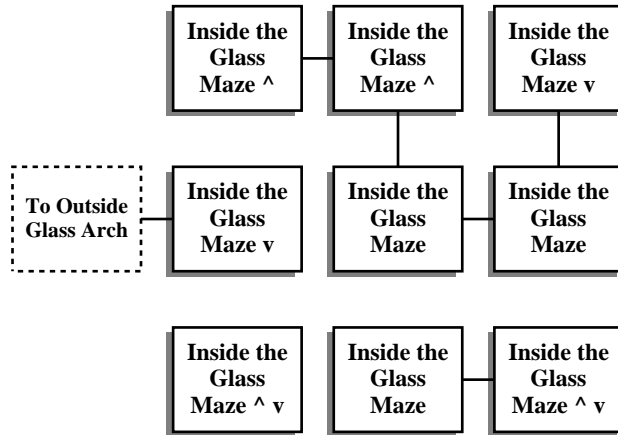 Inside the
Glass
Maze ^
Inside the
Glass
Maze ^
Inside the
Glass
Maze v
To Outside
Glass Arch
Inside the
Glass
Maze v
Inside the
Glass
Maze
Inside the
Glass
Maze
Inside the
Glass
Maze ^ v
Inside the
Glass
Maze
Inside the
Glass
Maze ^ v